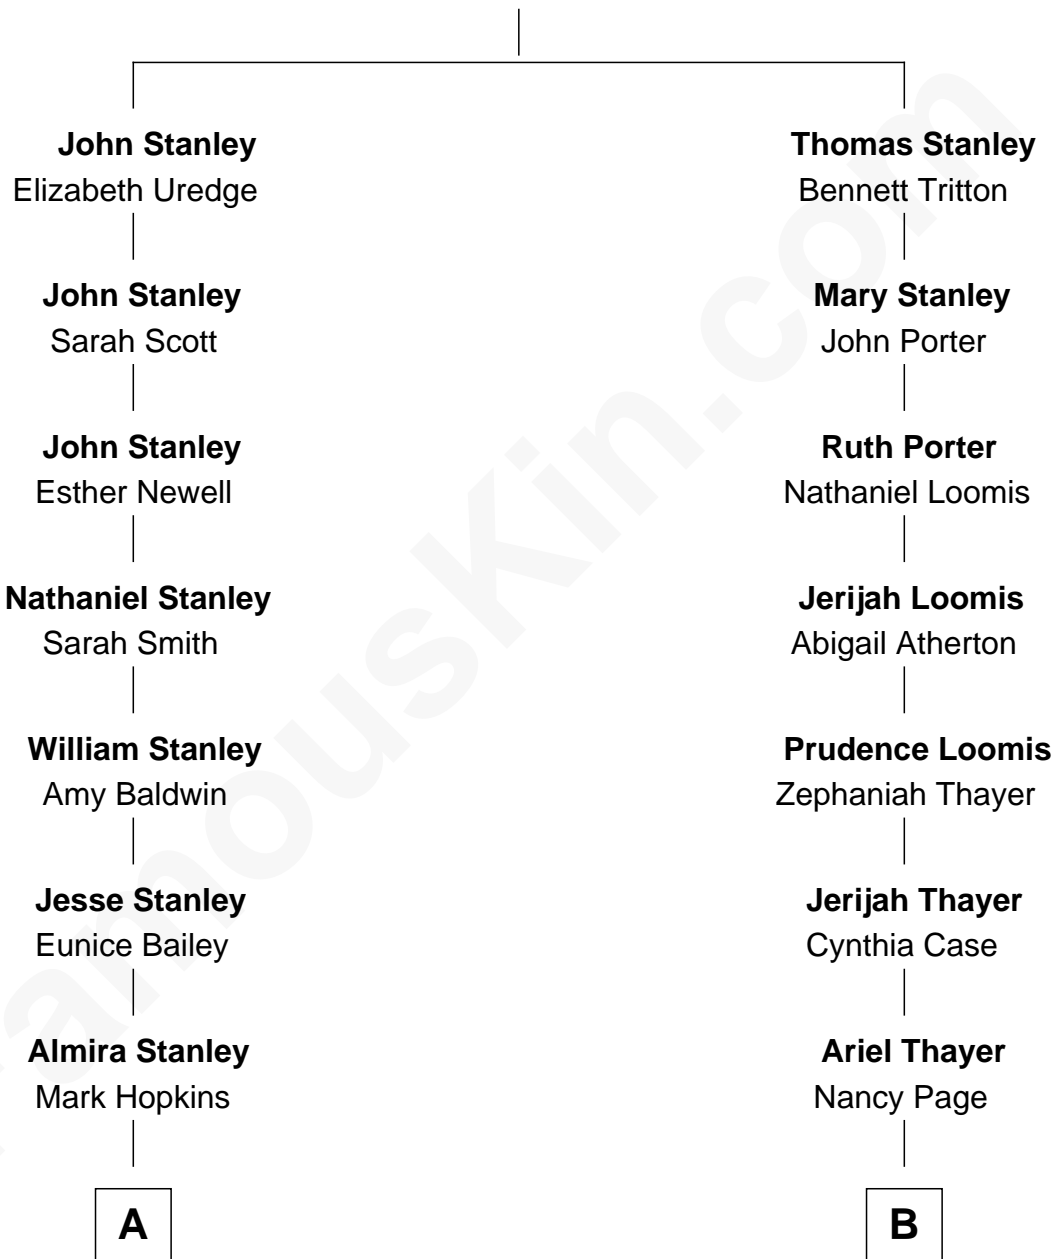 John Stanley
Elizabeth Uredge
John Stanley
Sarah Scott
John Stanley
Esther Newell
Nathaniel Stanley
Sarah Smith
William Stanley
Amy Baldwin
Jesse Stanley
Eunice Bailey
Almira Stanley
Mark Hopkins
A
Thomas Stanley
Bennett Tritton
Mary Stanley
John Porter
Ruth Porter
Nathaniel Loomis
Jerijah Loomis
Abigail Atherton
Prudence Loomis
Zephaniah Thayer
Jerijah Thayer
Cynthia Case
Ariel Thayer
Nancy Page
B
FamousKin.com